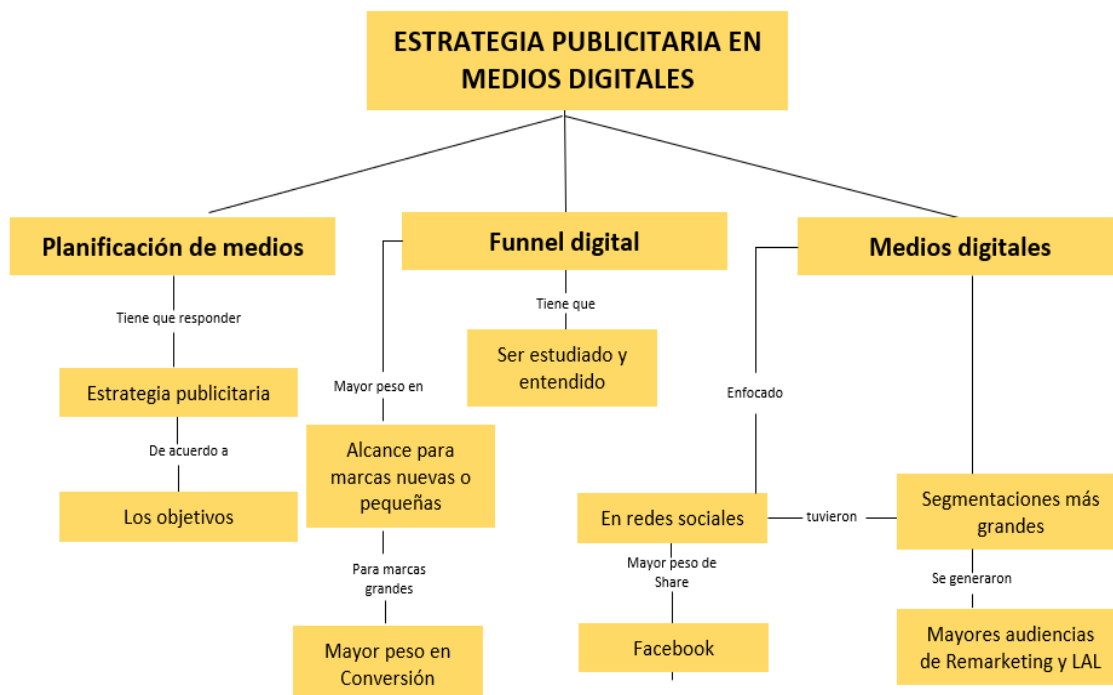 ESTRATEGIA PUBLICITARIA EN
MEDIOS DIGITALES
Planificación de medios
Funnel digital
Medios digitales
Tiene que responder
Tiene que
Ser estudiado y
entendido
Estrategia publicitaria
Mayor peso en
Enfocado
De acuerdo a
Alcance para
marcas nuevas o
pequeñas
Los objetivos
En redes sociales
tuvieron
Segmentaciones más
grandes
Para marcas
grandes
Mayor peso de
Share
Se generaron
Mayor peso en
Conversión
Facebook
Mayores audiencias
de Remarketing y LAL